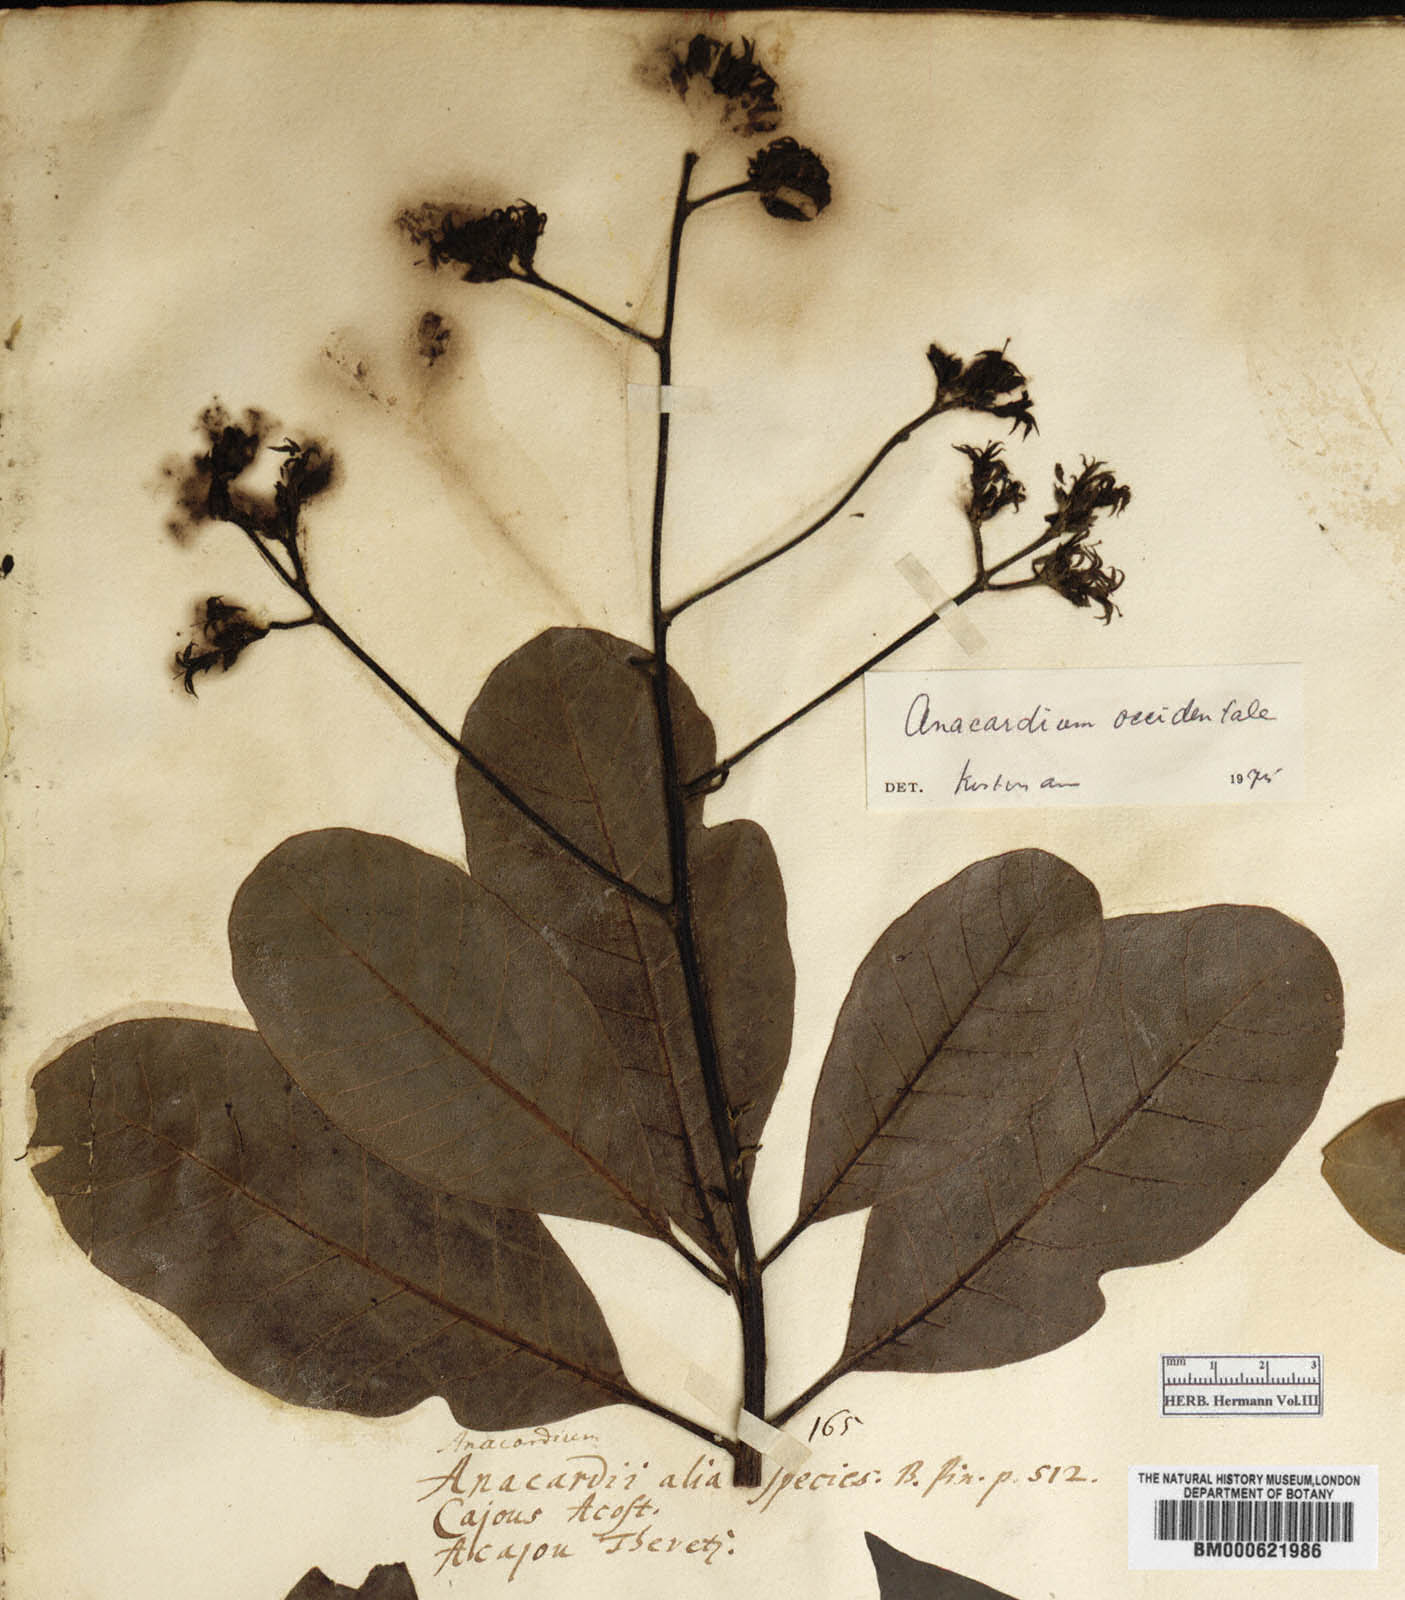 Anacardium occidentale
DET. Kosterman 1975
Anacardium
165
Anacardii alia species. B. pin. p. 512.
Cajous Acost.
Acajou Theveti.
mm 1 2 3
HERB. Hermann Vol.III
THE NATURAL HISTORY MUSEUM, LONDON
DEPARTMENT OF BOTANY
BM000621986